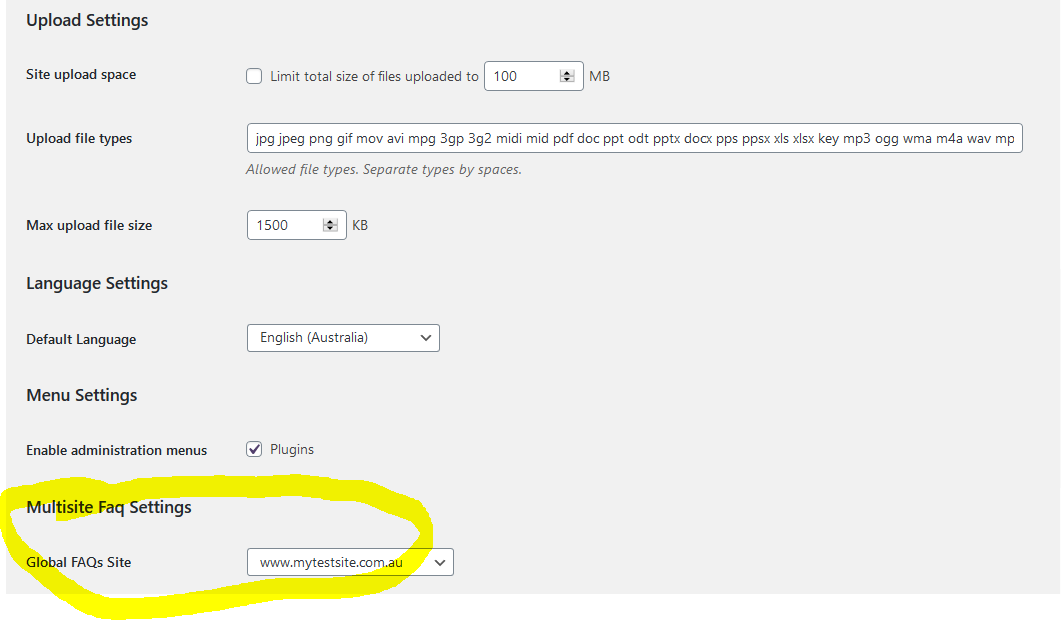 Upload Settings
Site upload space
Limit total size of files uploaded to 100 MB
Upload file types
jpg jpeg png gif mov avi mpg 3gp 3g2 midi mid pdf doc ppt odt pptx docx pps ppsx xls xlsx key mp3 ogg wma m4a wav mp
Allowed file types. Separate types by spaces.
Max upload file size
1500 KB
Language Settings
Default Language
English (Australia)
Menu Settings
Enable administration menus
Plugins
Multisite Faq Settings
Global FAQs Site
www.mytestsite.com.au